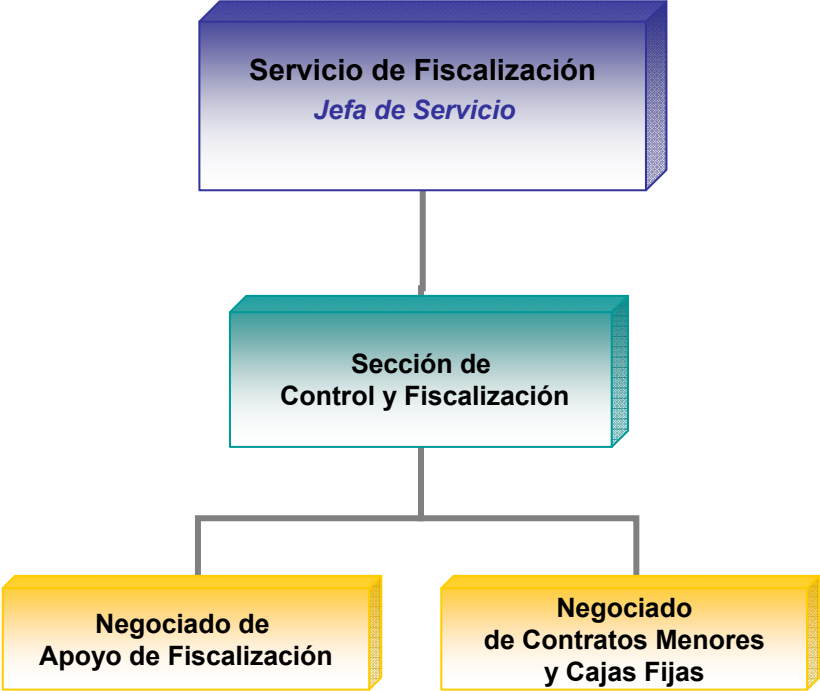 Servicio de Fiscalización
Jefa de Servicio
Sección de
Control y Fiscalización
Negociado de
Apoyo de Fiscalización
Negociado
de Contratos Menores
y Cajas Fijas